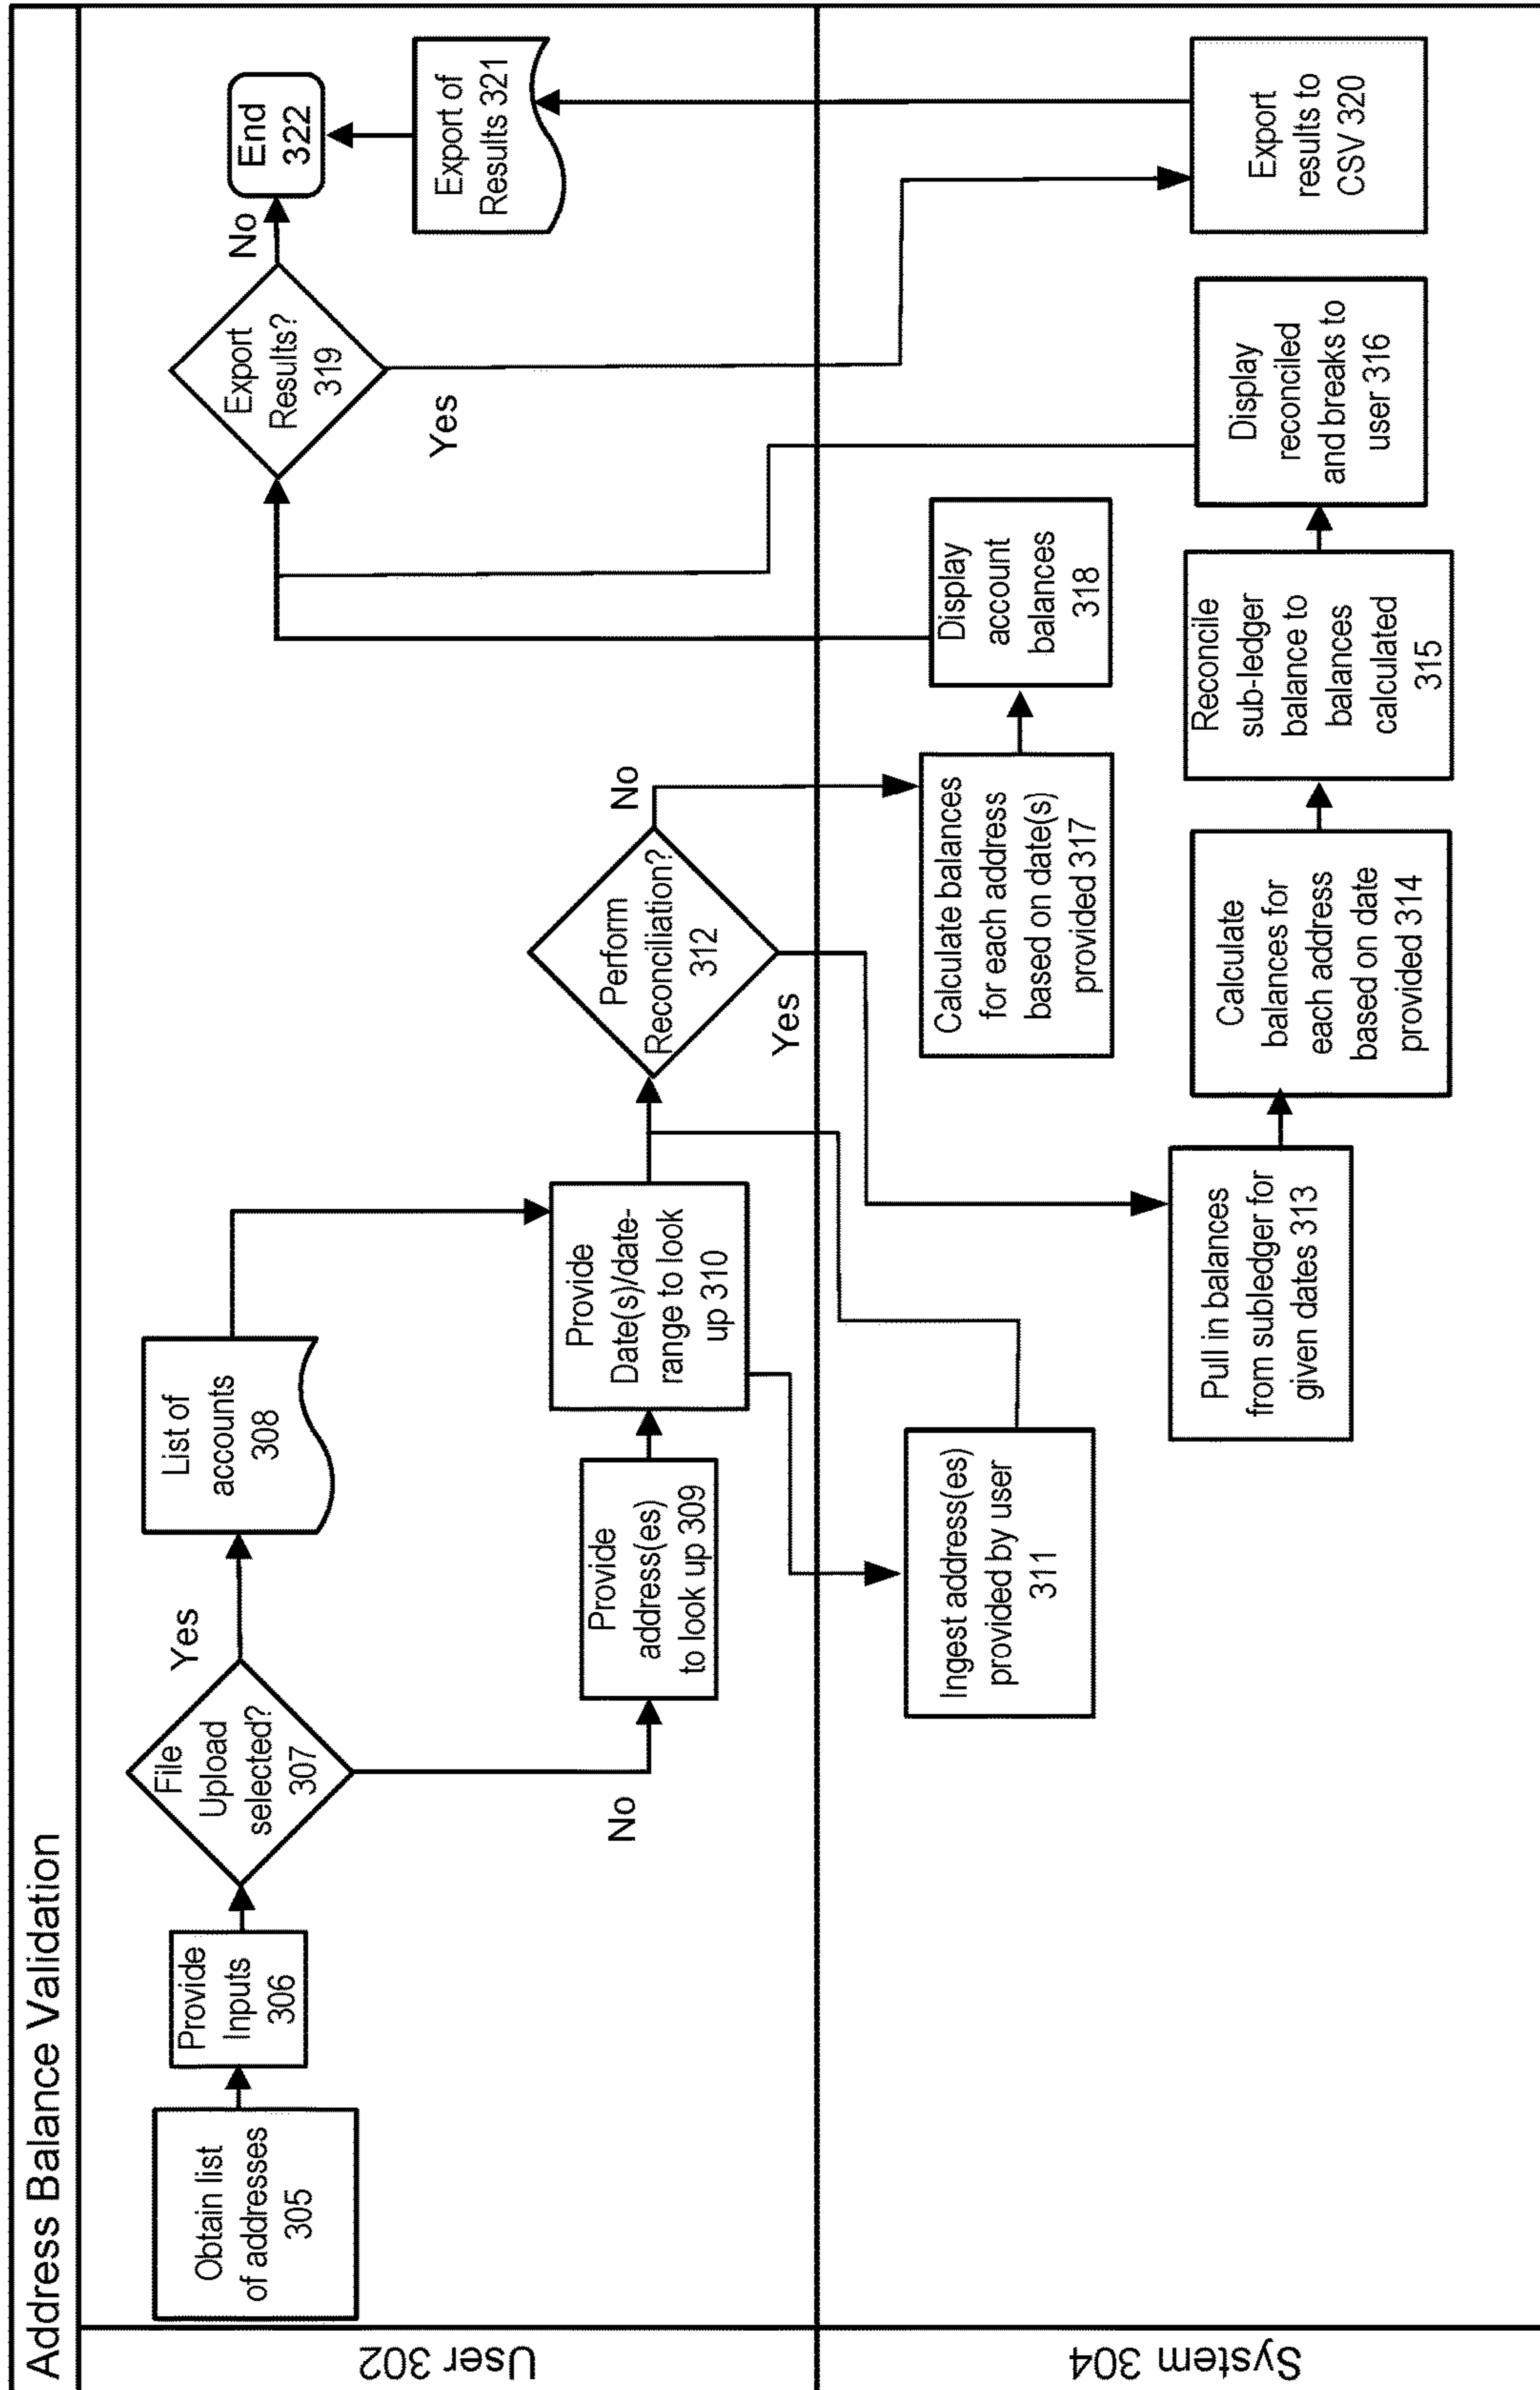 Address Balance Validation
User 302
Obtain list
of addresses
305
Provide
Inputs
306
File
Upload
selected?
307
Yes
No
List of
accounts
308
Provide
address(es)
to look up 309
Provide
Date(s)/date-
range to look
up 310
Perform
Reconciliation?
312
No
Yes
Export
Results?
319
No
Yes
End
322
Export of
Results 321
System 304
Ingest address(es)
provided by user
311
Pull in balances
from subledger for
given dates 313
Calculate balances
for each address
based on date(s)
provided 317
Display
account
balances
318
Calculate
balances for
each address
based on date
provided 314
Reconcile
sub-ledger
balance to
balances
calculated
315
Display
reconciled
and breaks to
user 316
Export
results to
CSV 320